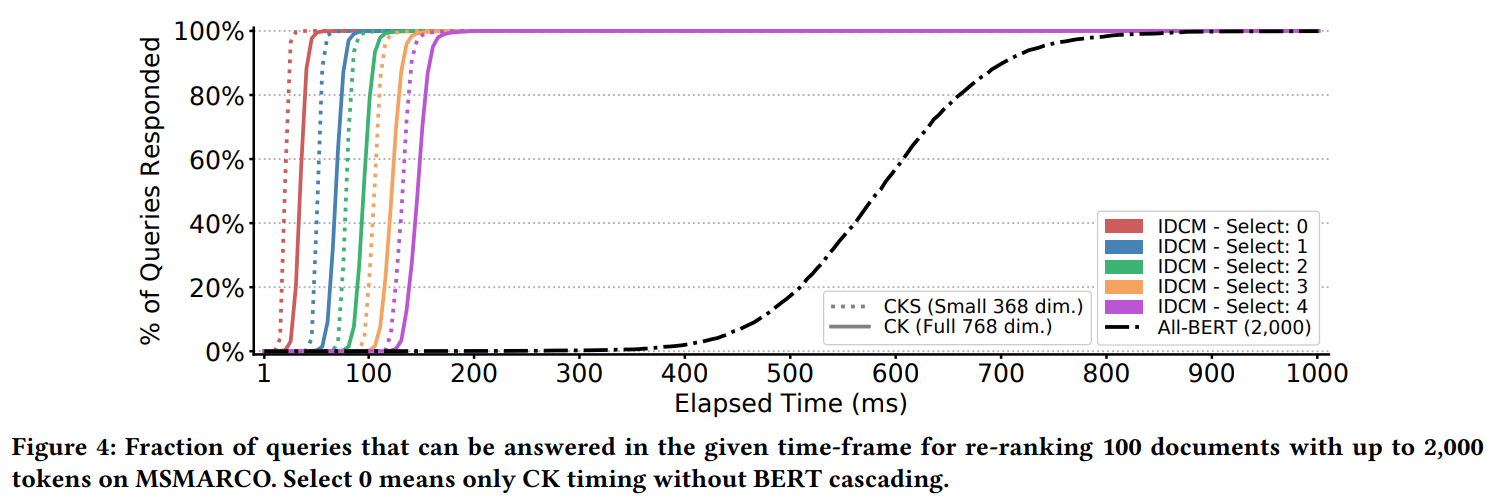 % of Queries Responded
100%
80%
60%
40%
20%
0%
1 100 200 300 400 500 600 700 800 900 1000
Elapsed Time (ms)
CKS (Small 368 dim.)
CK (Full 768 dim.)
IDCM - Select: 0
IDCM - Select: 1
IDCM - Select: 2
IDCM - Select: 3
IDCM - Select: 4
All-BERT (2,000)
Figure 4: Fraction of queries that can be answered in the given time-frame for re-ranking 100 documents with up to 2,000
tokens on MSMARCO. Select 0 means only CK timing without BERT cascading.